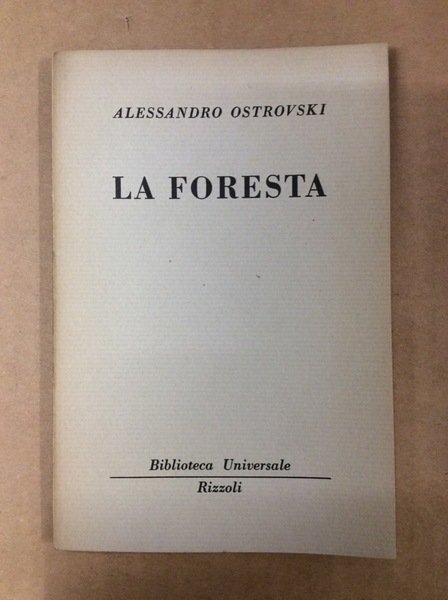 ALESSANDRO OSTROVSKI
LA FORESTA
Biblioteca Universale
Rizzoli